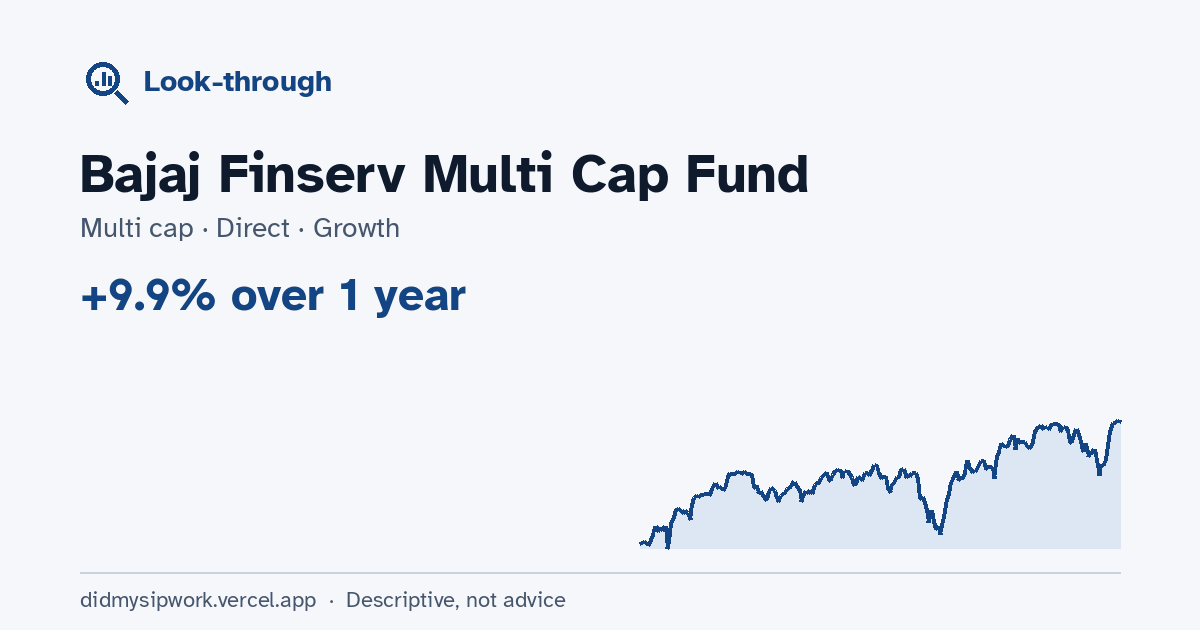 Look-through
Bajaj Finserv Multi Cap Fund
Multi cap · Direct · Growth
+9.9% over 1 year
didmysipwork.vercel.app · Descriptive, not advice